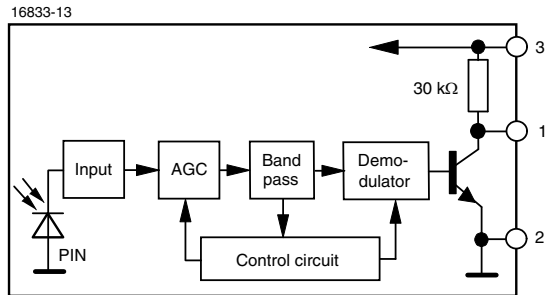 16833-13
3
30 kΩ
1
Input
AGC
Band
pass
Demo-
dulator
PIN
Control circuit
2